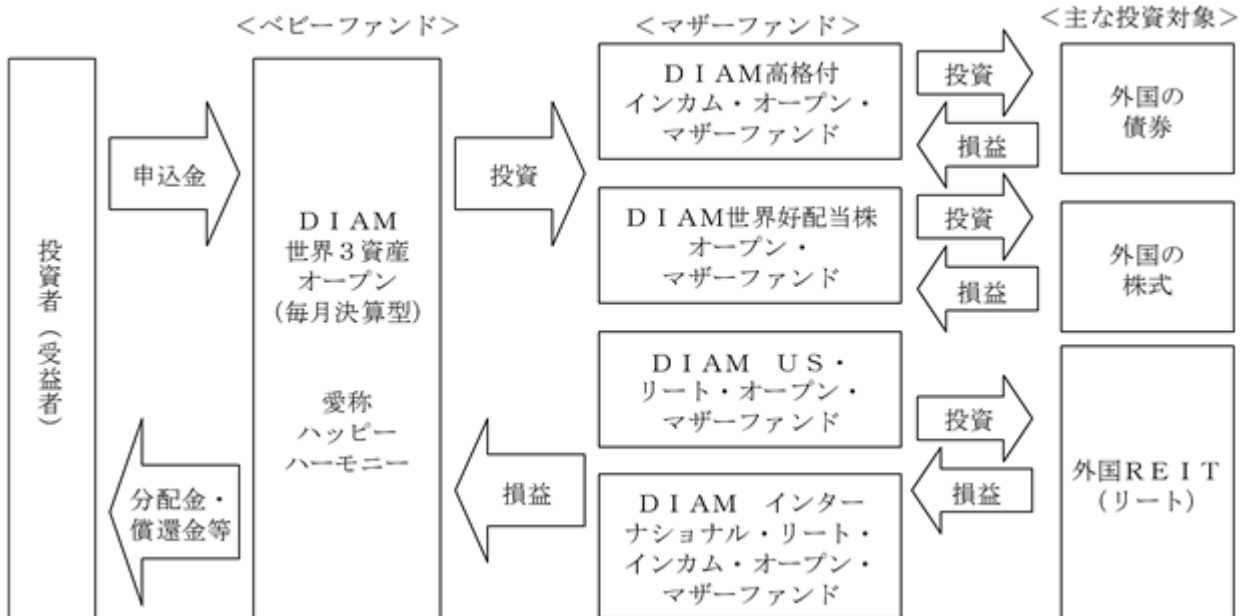 <ベビーファンド>
<マザーファンド>
<主な投資対象>
投資者(受益者)
申込金
分配金・
償還金等
DIAM
世界3資産
オープン
(毎月決算型)
愛称
ハッピー
ハーモニー
投資
損益
DIAM高格付
インカム・オープン・
マザーファンド
DIAM世界好配当株
オープン・
マザーファンド
DIAM US・
リート・オープン・
マザーファンド
DIAM インター
ナショナル・リート・
インカム・オープン・
マザーファンド
投資
損益
投資
損益
投資
損益
外国の
債券
外国の
株式
外国REIT
(リート)